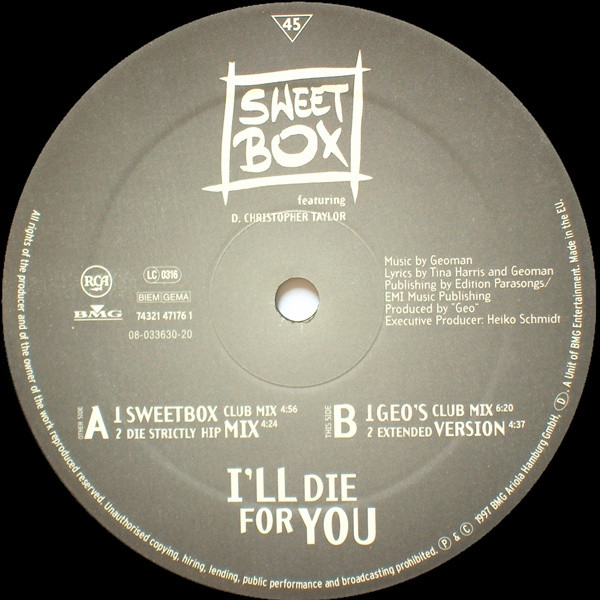 45
SWEET
BOX
featuring
D. CHRISTOPHER TAYLOR
RCA
LC 0316
BIEM GEMA
BMG
74321 47176 1
08-033630-20
Music by Geoman
Lyrics by Tina Harris and Geoman
Publishing by Edition Parasongs/
EMI Music Publishing
Produced by "Geo"
Executive Producer: Heiko Schmidt
OTHER SIDE
A
1 SWEETBOX CLUB MIX 4:56
2 DIE STRICTLY HIP MIX 4:24
THIS SIDE
B
1 GEO'S CLUB MIX 6:20
2 EXTENDED VERSION 4:37
I'LL DIE
FOR YOU
All rights of the producer and of the owner of the work reproduced reserved. Unauthorised copying, hiring, lending, public performance and broadcasting prohibited. Ⓟ & © 1997 BMG Ariola Hamburg GmbH, Ⓓ. A Unit of BMG Entertainment. Made in the EU.